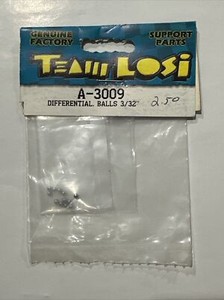 GENUINE FACTORY
SUPPORT PARTS
TEAM LOSI
A-3009
DIFFERENTIAL. BALLS 3/32"
2.50